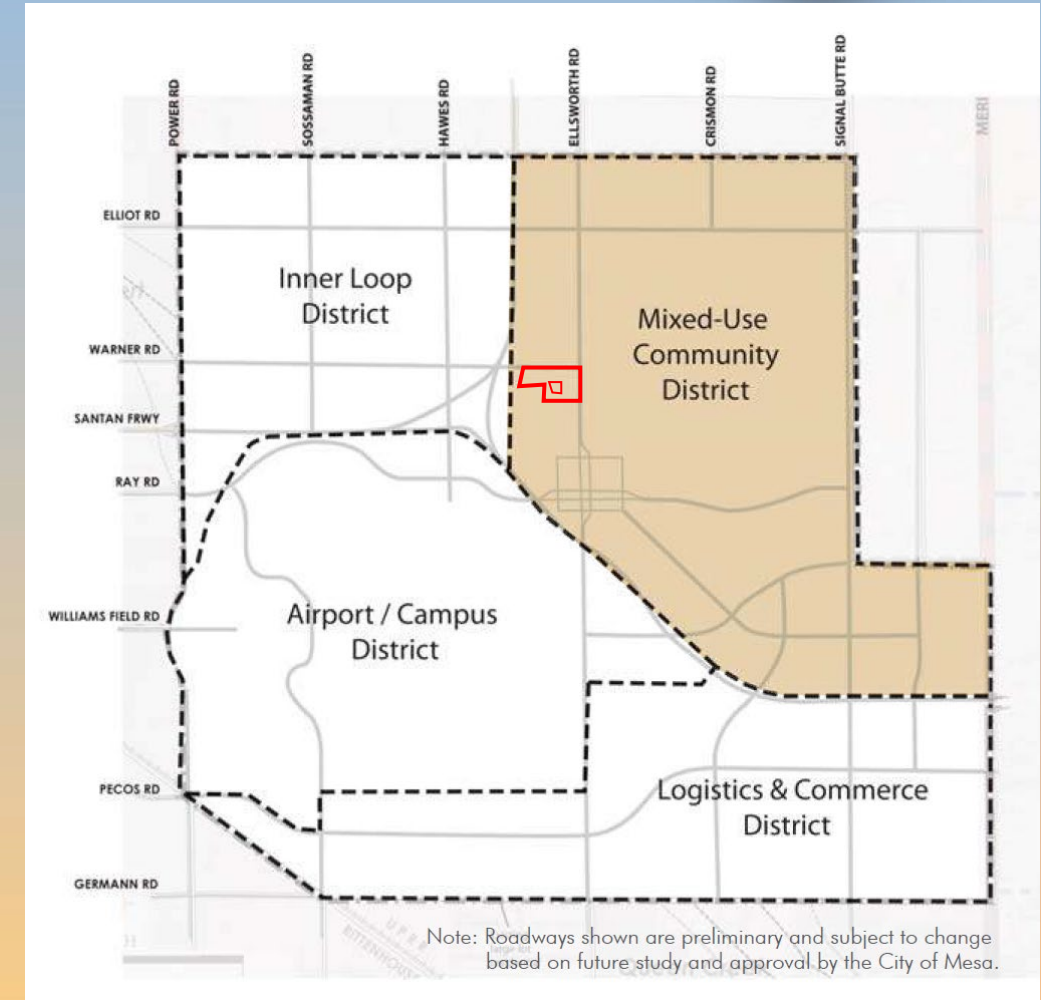 POWER RD
SOSSAMAN RD
HAWES RD
ELLSWORTH RD
CRISMON RD
SIGNAL BUTTE RD
MERI
ELLIOT RD
Inner Loop
District
Mixed-Use
Community
District
WARNER RD
SANTAN FRWY
RAY RD
WILLIAMS FIELD RD
Airport / Campus
District
PECOS RD
Logistics & Commerce
District
GERMANN RD
Note: Roadways shown are preliminary and subject to change
based on future study and approval by the City of Mesa.